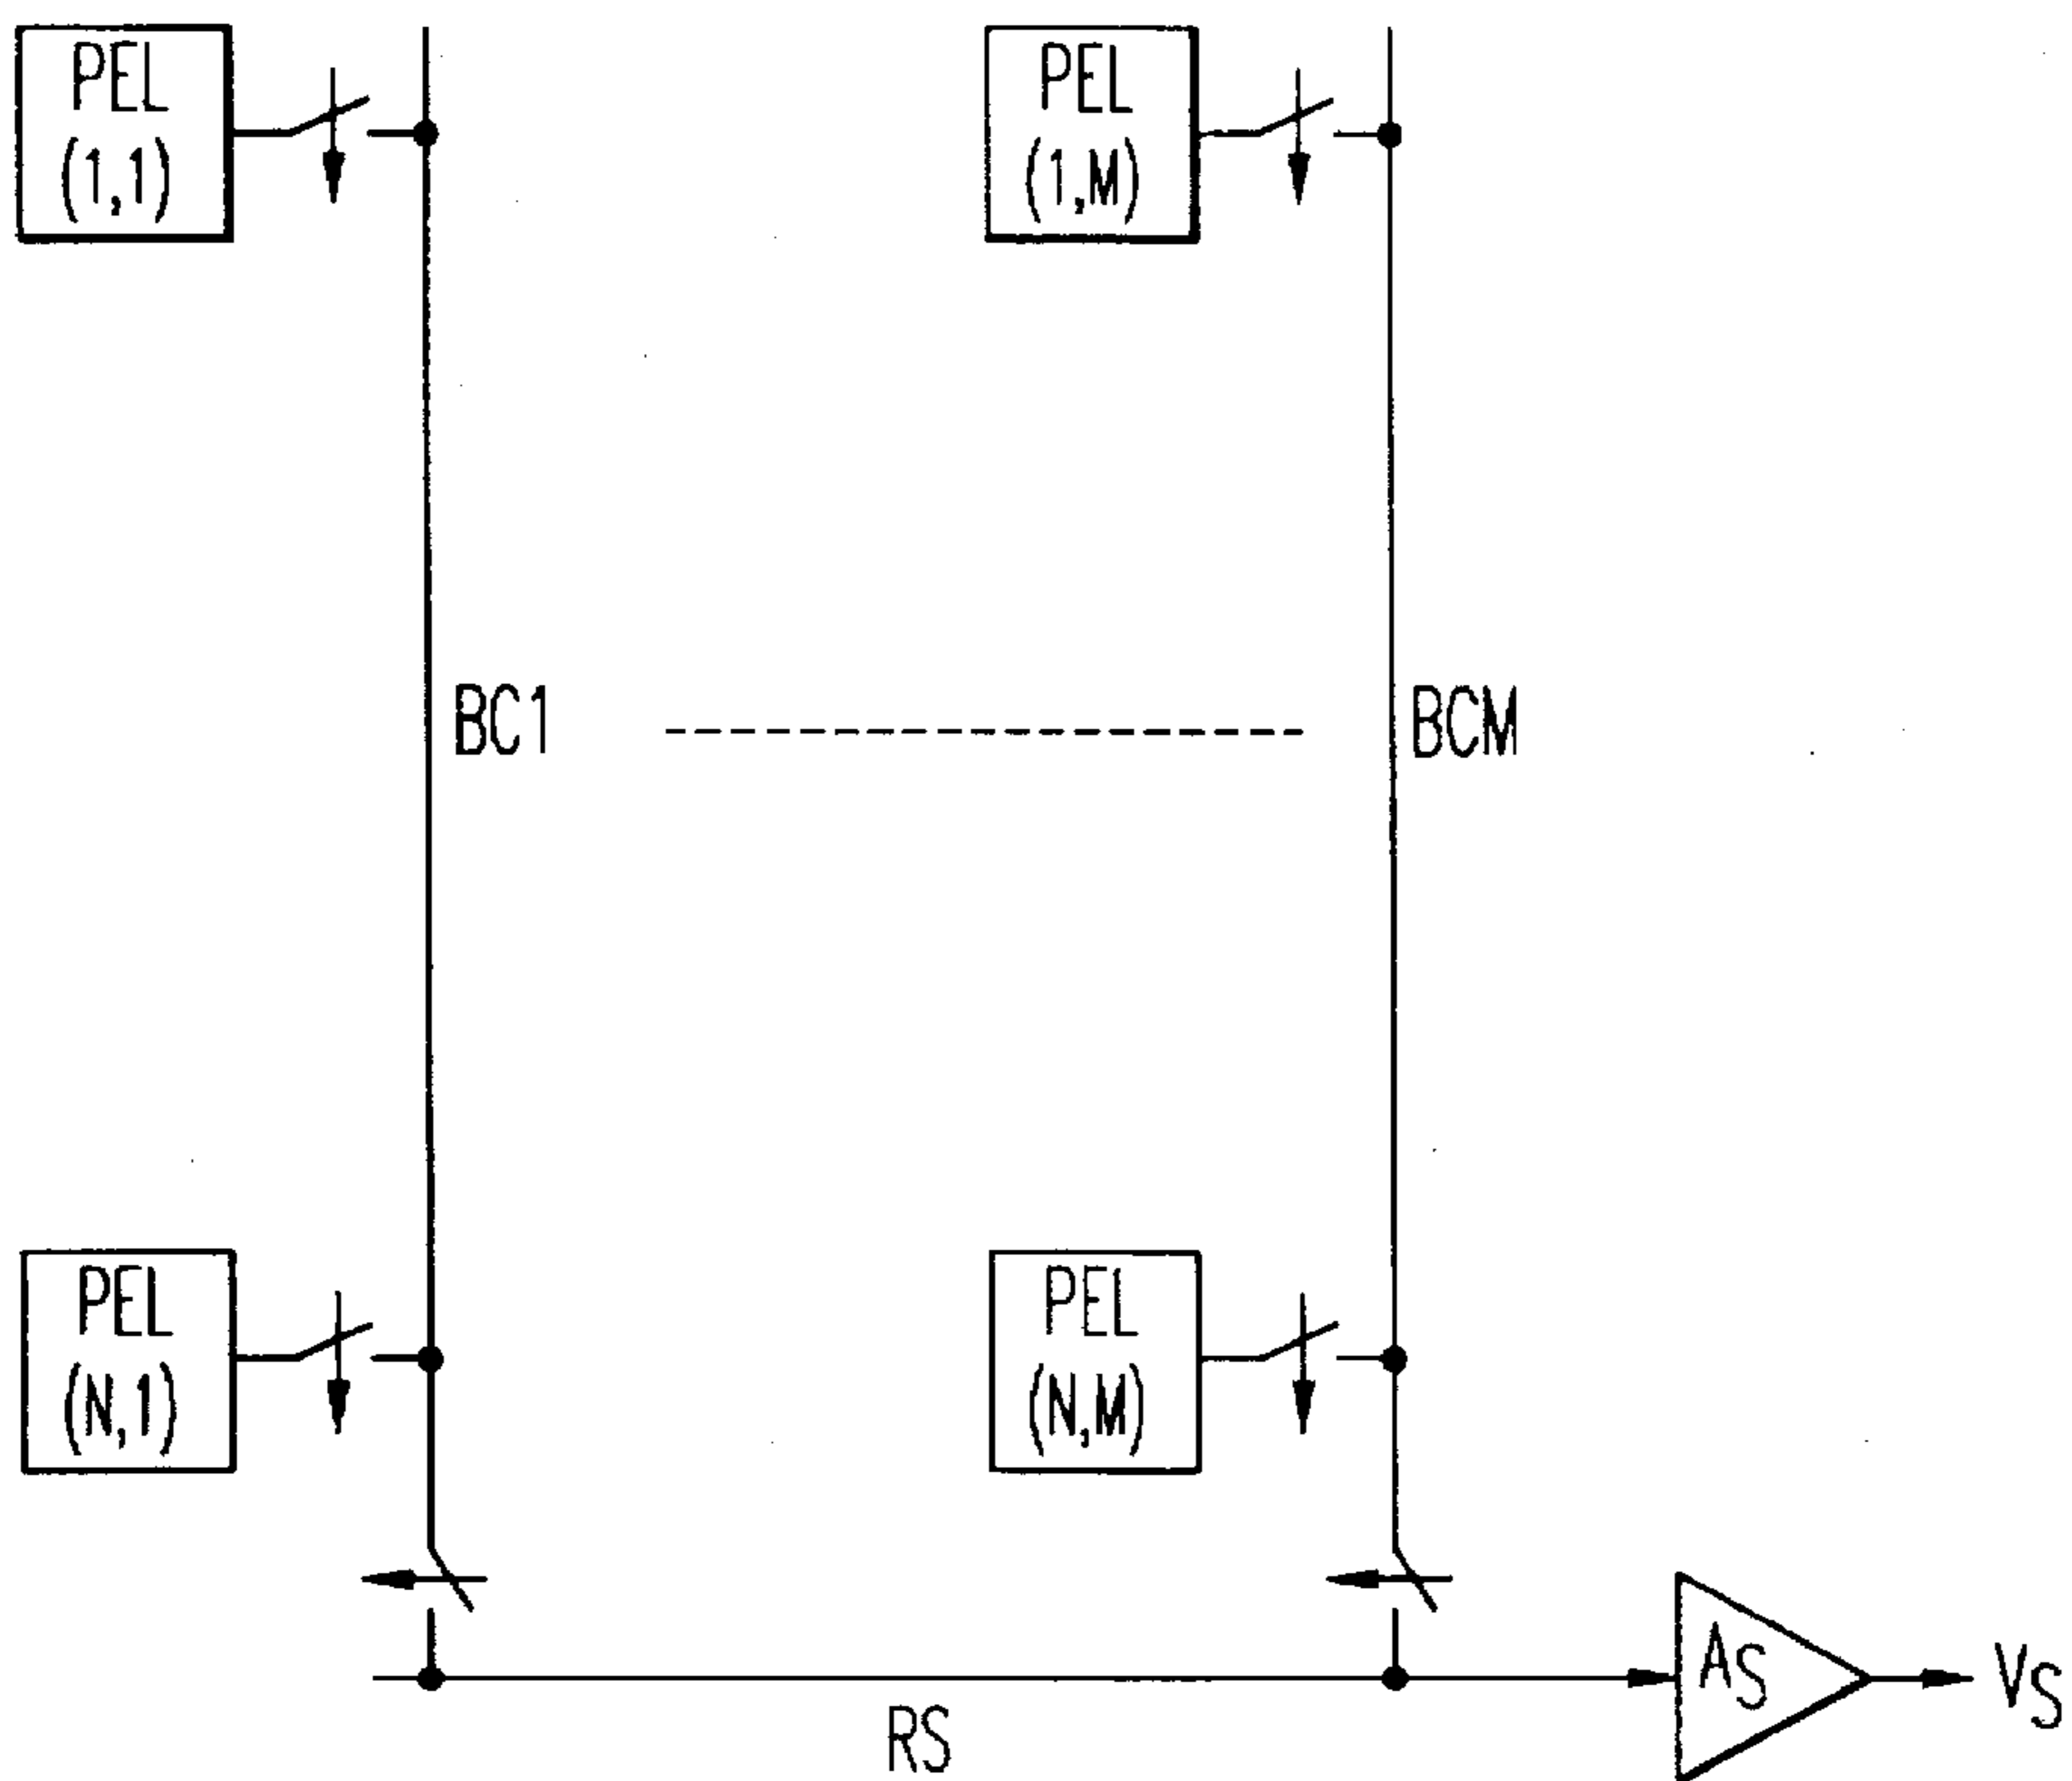 PEL
(1,1)
PEL
(1,M)
BC1
BCM
PEL
(N,1)
PEL
(N,M)
AS
VS
RS